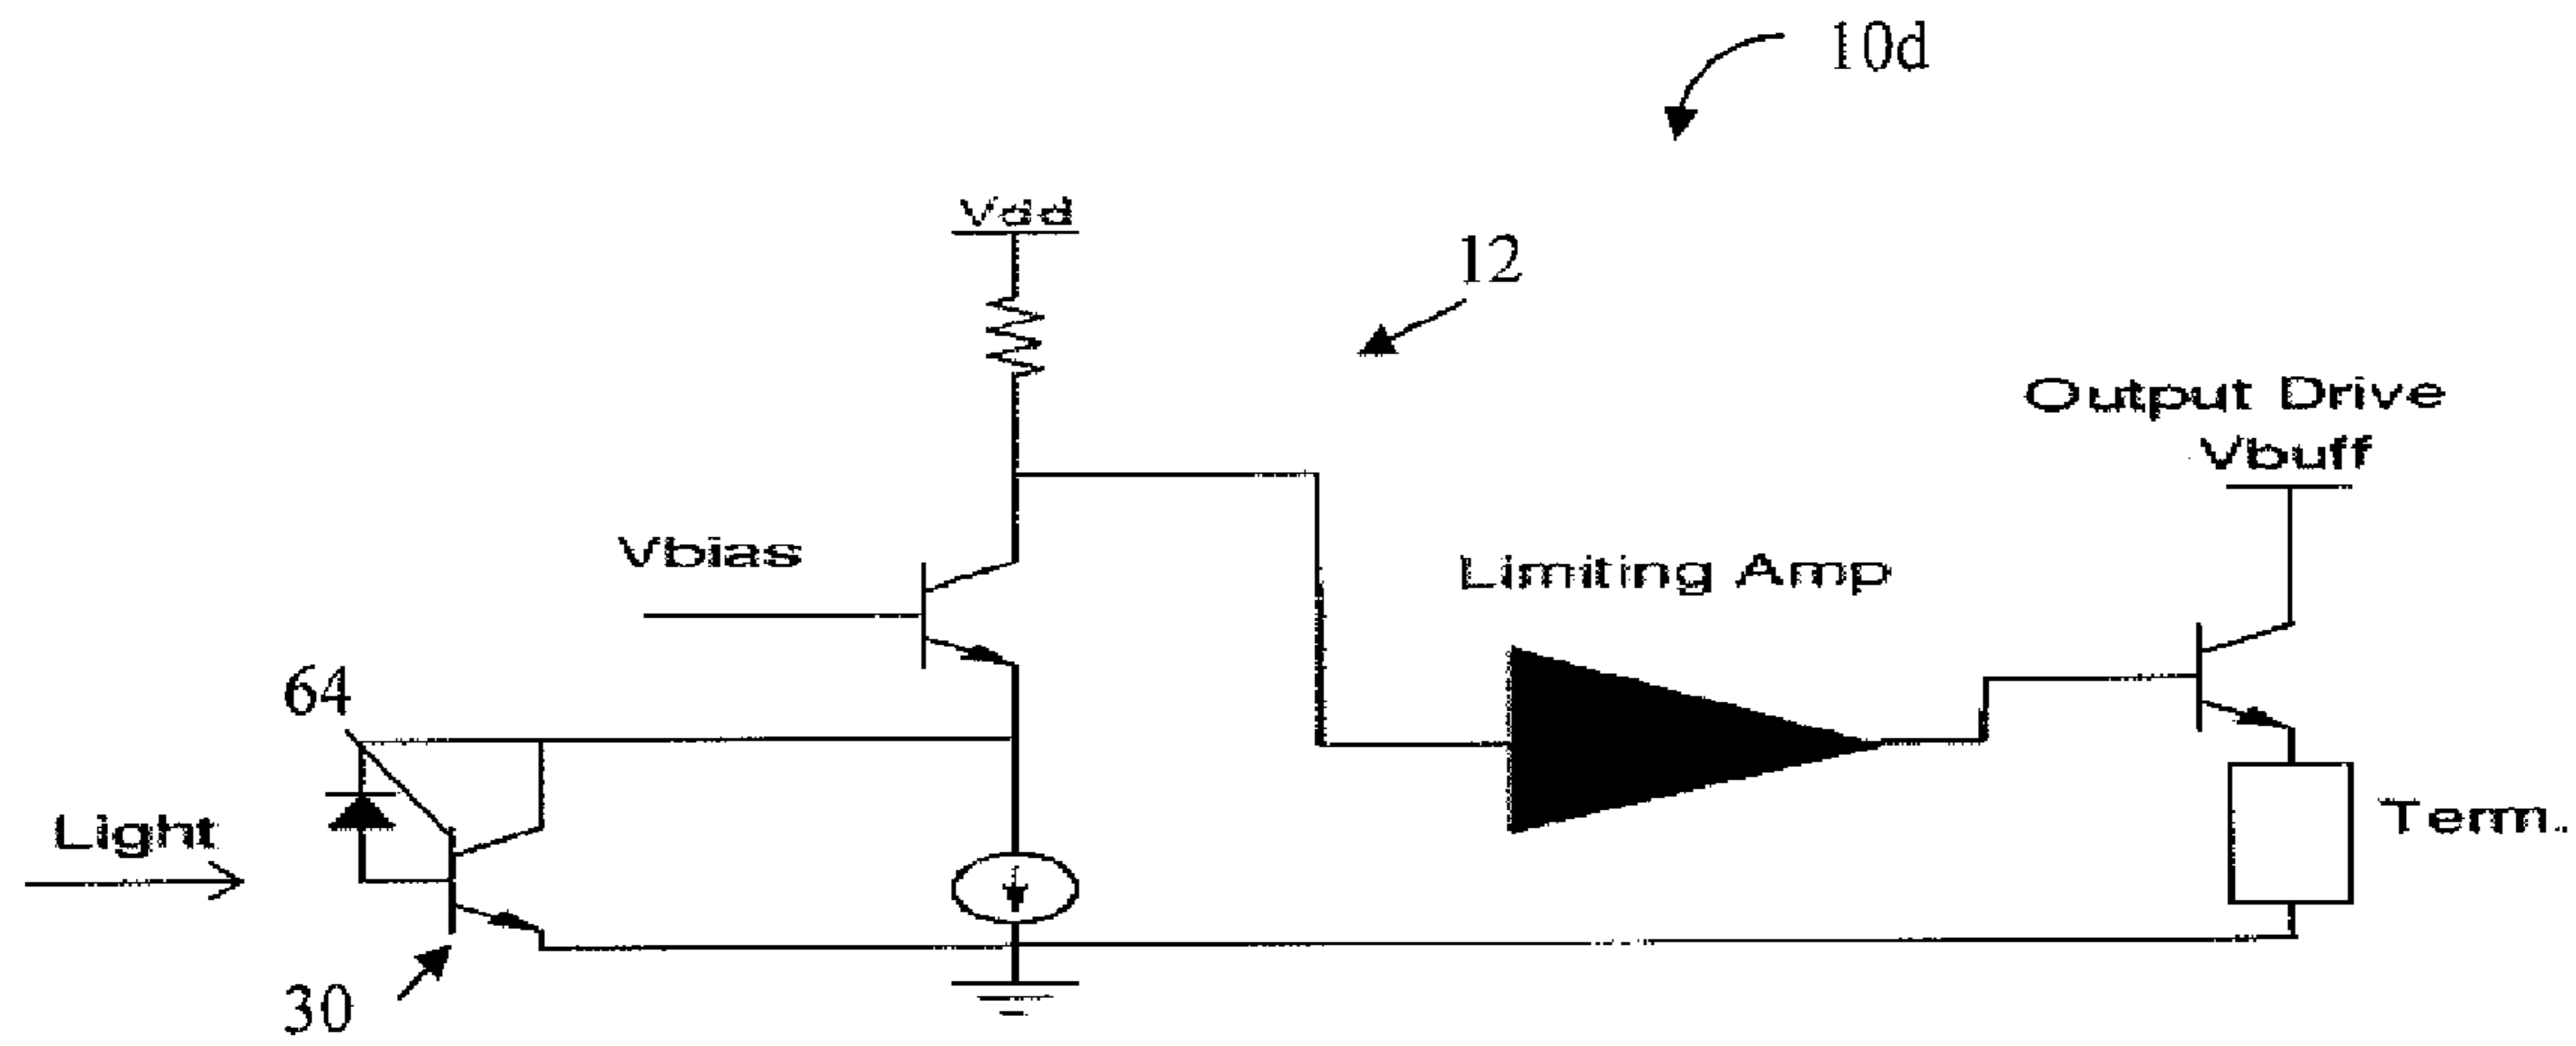 10d
Vdd
12
Output Drive
Vbuff
Vbias
Limiting Amp
64
Light
Term.
30